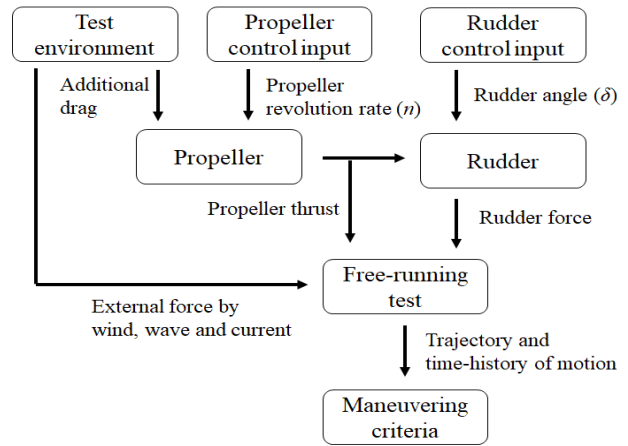 Test
environment
Propeller
control input
Rudder
control input
Additional
drag
Propeller
revolution rate (n)
Rudder angle (δ)
Propeller
Rudder
Propeller thrust
Rudder force
Free-running
test
External force by
wind, wave and current
Trajectory and
time-history of motion
Maneuvering
criteria